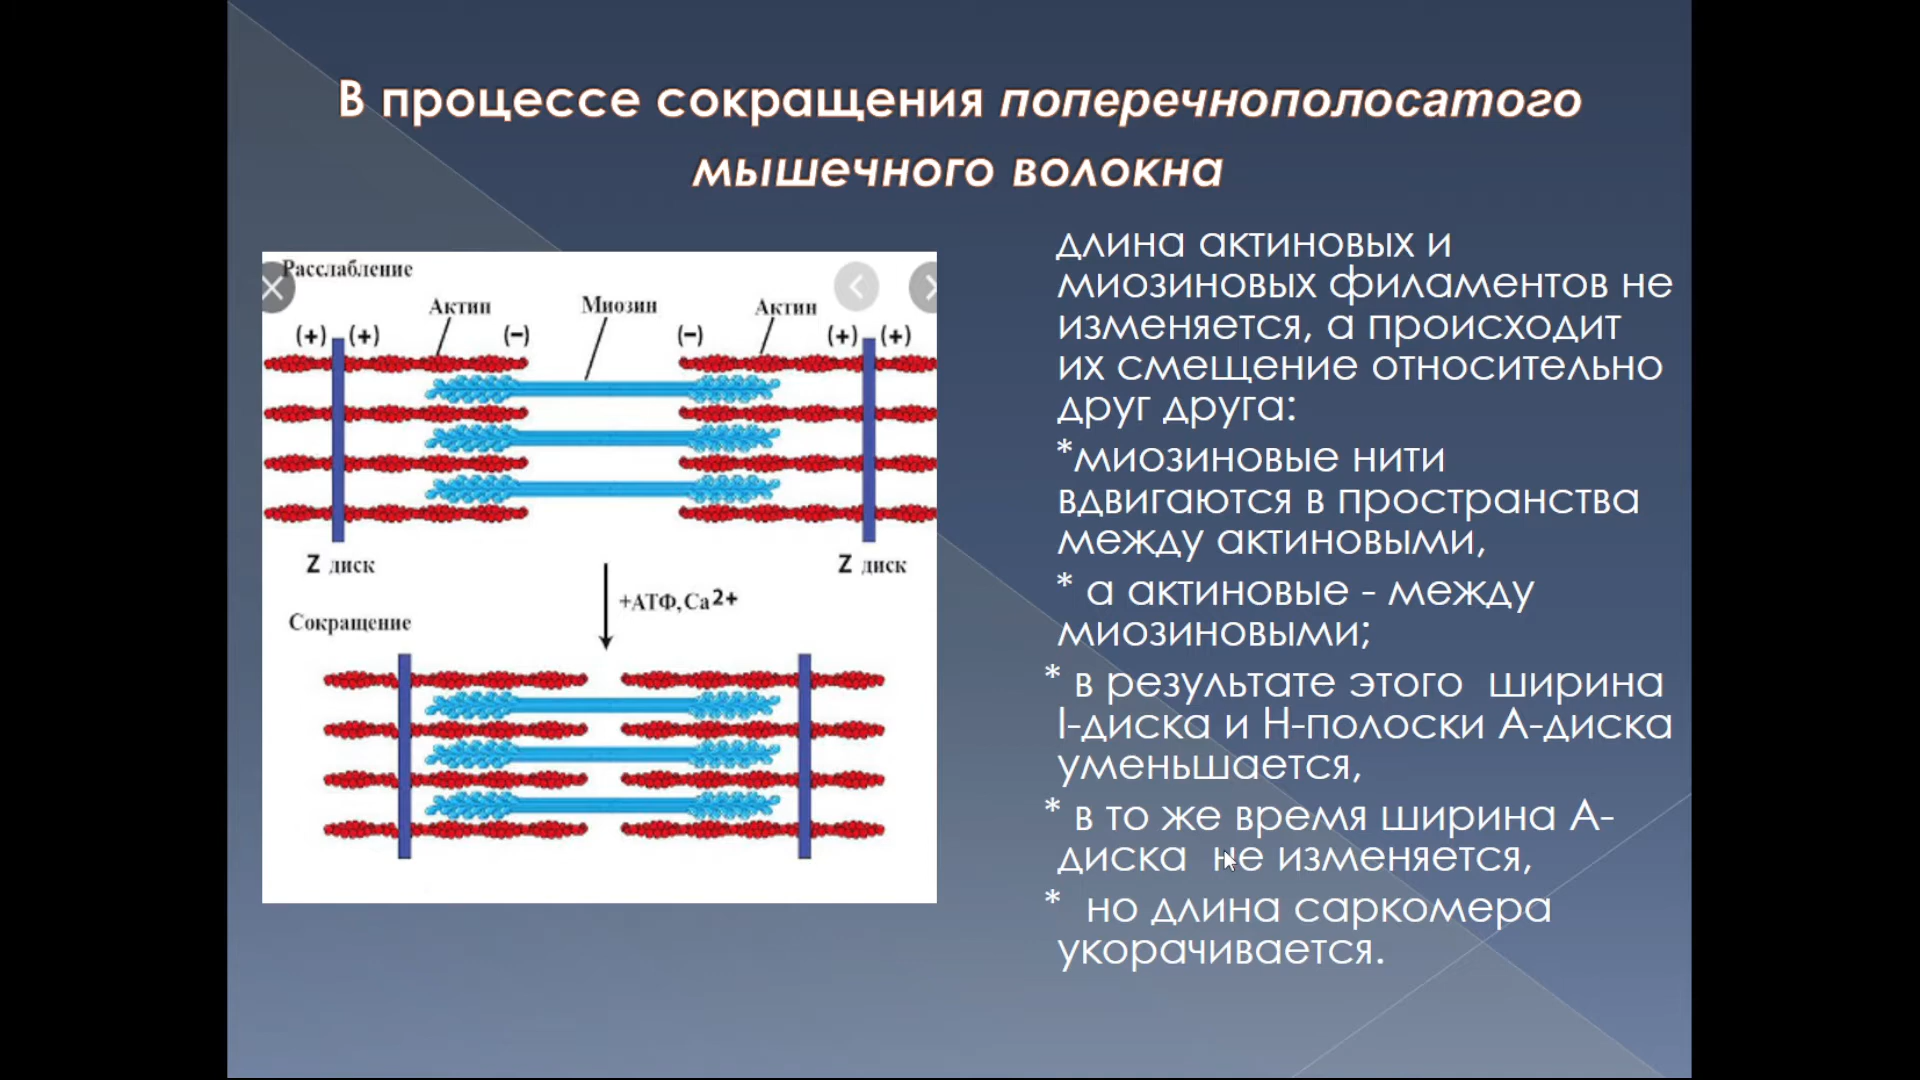 В процессе сокращения поперечнополосатого
мышечного волокна
Расслабление
Актин Миозин Актин
(+) (+) (−) (−) (+) (+)
Z диск Z диск
+АТФ,Ca2+
Сокращение
длина актиновых и
миозиновых филаментов не
изменяется, а происходит
их смещение относительно
друг друга:
*миозиновые нити
вдвигаются в пространства
между актиновыми,
* а актиновые - между
миозиновыми;
* в результате этого ширина
I-диска и Н-полоски А-диска
уменьшается,
* в то же время ширина А-
диска не изменяется,
* но длина саркомера
укорачивается.